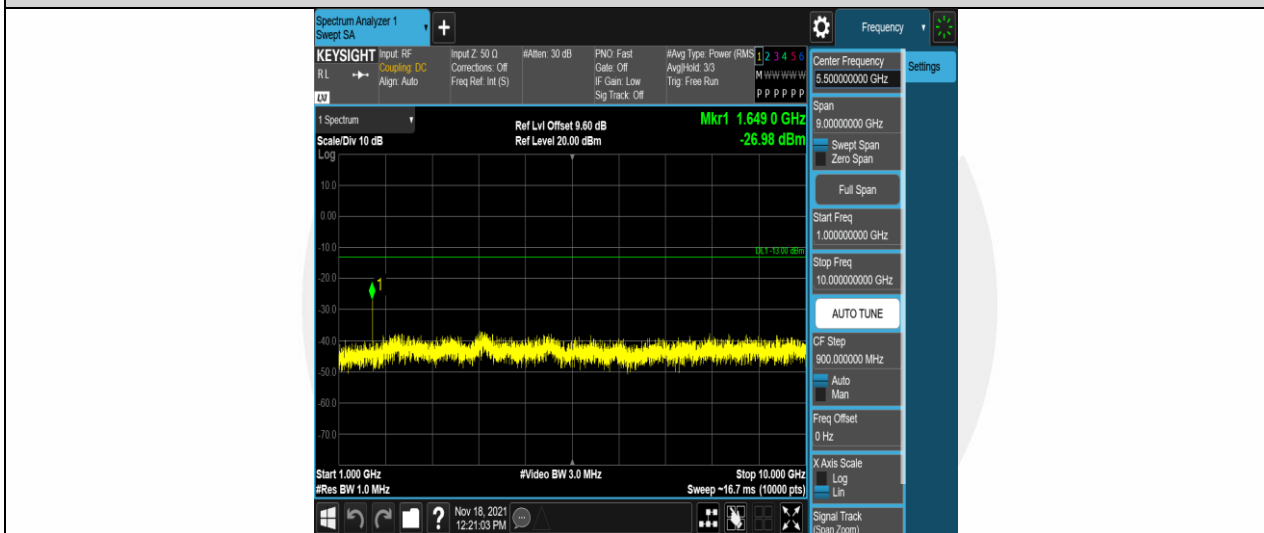 Spectrum Analyzer 1
Swept SA
+
Frequency
KEYSIGHT
RL
LXI
Input: RF
Coupling: DC
Align: Auto
Input Z: 50 Ω
Corrections: Off
Freq Ref: Int (S)
#Atten: 30 dB
PNO: Fast
Gate: Off
IF Gain: Low
Sig Track: Off
#Avg Type: Power (RMS
Avg|Hold: 3/3
Trig: Free Run
1 2 3 4 5 6
M W W W W W
P P P P P P
1 Spectrum
Scale/Div 10 dB
Log
Ref Lvl Offset 9.60 dB
Ref Level 20.00 dBm
Mkr1 1.649 0 GHz
-26.98 dBm
10.0
0.00
-10.0
DL1 -13.00 dBm
-20.0
1
-30.0
-40.0
-50.0
-60.0
-70.0
Start 1.000 GHz
#Res BW 1.0 MHz
#Video BW 3.0 MHz
Stop 10.000 GHz
Sweep ~16.7 ms (10000 pts)
?
Nov 18, 2021
12:21:03 PM
Center Frequency
5.500000000 GHz
Settings
Span
9.00000000 GHz
Swept Span
Zero Span
Full Span
Start Freq
1.000000000 GHz
Stop Freq
10.000000000 GHz
AUTO TUNE
CF Step
900.000000 MHz
Auto
Man
Freq Offset
0 Hz
X Axis Scale
Log
Lin
Signal Track
(Span Zoom)